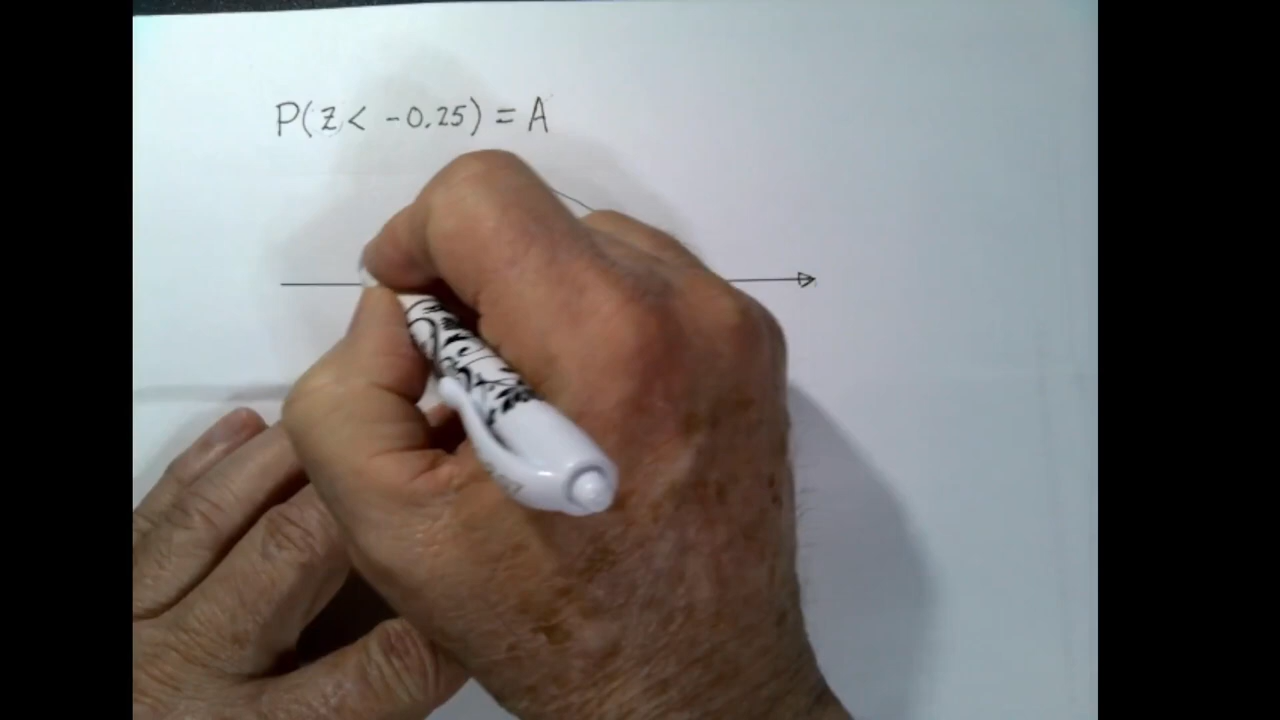 P(Z < -0.25) = A